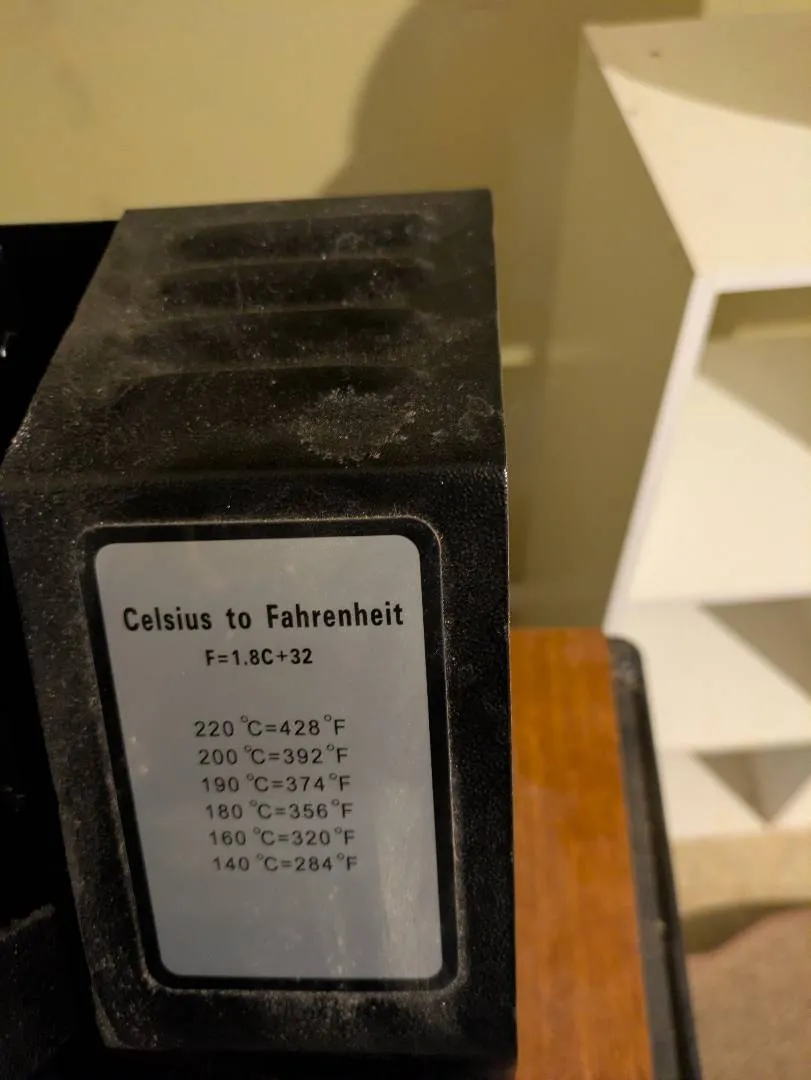 Celsius to Fahrenheit
F=1.8C+32
220 °C=428°F
200 °C=392°F
190 °C=374°F
180 °C=356°F
160 °C=320°F
140 °C=284°F